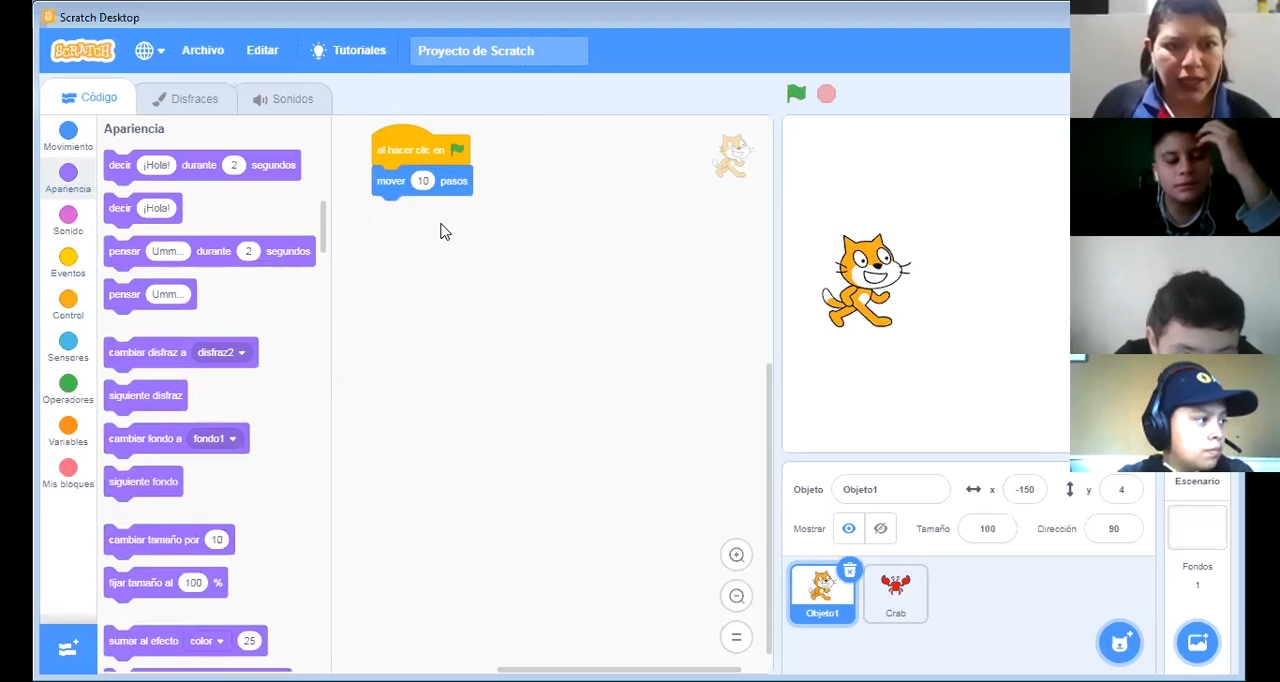 Scratch Desktop
SCRATCH
Archivo
Editar
Tutoriales
Proyecto de Scratch
Código
Disfraces
Sonidos
Movimiento
Apariencia
Sonido
Eventos
Control
Sensores
Operadores
Variables
Mis bloques
Apariencia
decir ¡Hola! durante 2 segundos
decir ¡Hola!
pensar Umm... durante 2 segundos
pensar Umm...
cambiar disfraz a disfraz2
siguiente disfraz
cambiar fondo a fondo1
siguiente fondo
cambiar tamaño por 10
fijar tamaño al 100 %
sumar al efecto color 25
al hacer clic en
mover 10 pasos
Objeto Objeto1 x -150 y 4
Mostrar Tamaño 100 Dirección 90
Objeto1
Crab
Escenario
Fondos
1